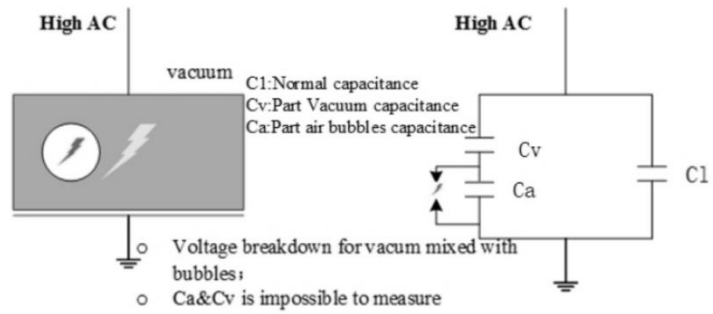 High AC
High AC
vacuum
C1:Normal capacitance
Cv:Part Vacuum capacitance
Ca:Part air bubbles capacitance
Cv
Ca
C1
o Voltage breakdown for vacum mixed with
bubbles;
o Ca&Cv is impossible to measure